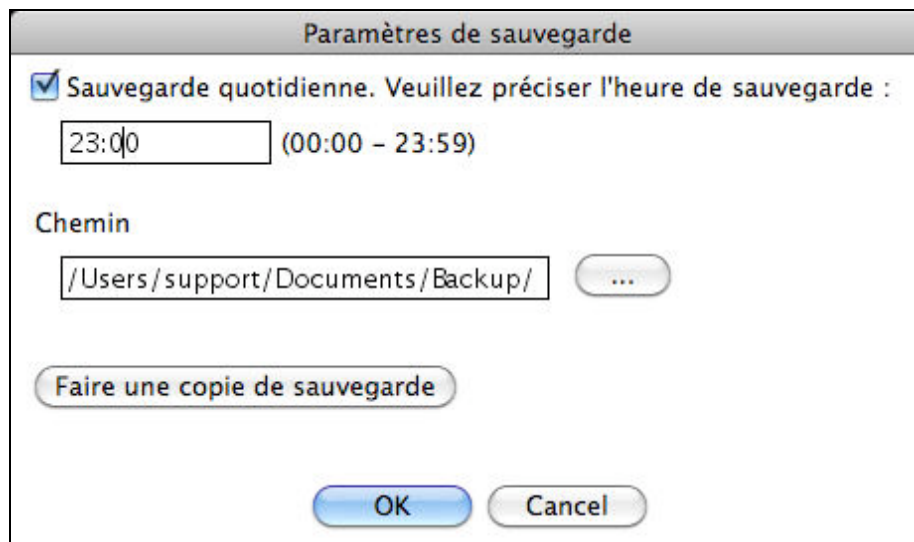 Paramètres de sauvegarde
Sauvegarde quotidienne. Veuillez préciser l'heure de sauvegarde :
23:00 (00:00 – 23:59)
Chemin
/Users/support/Documents/Backup/ ...
Faire une copie de sauvegarde
OK Cancel